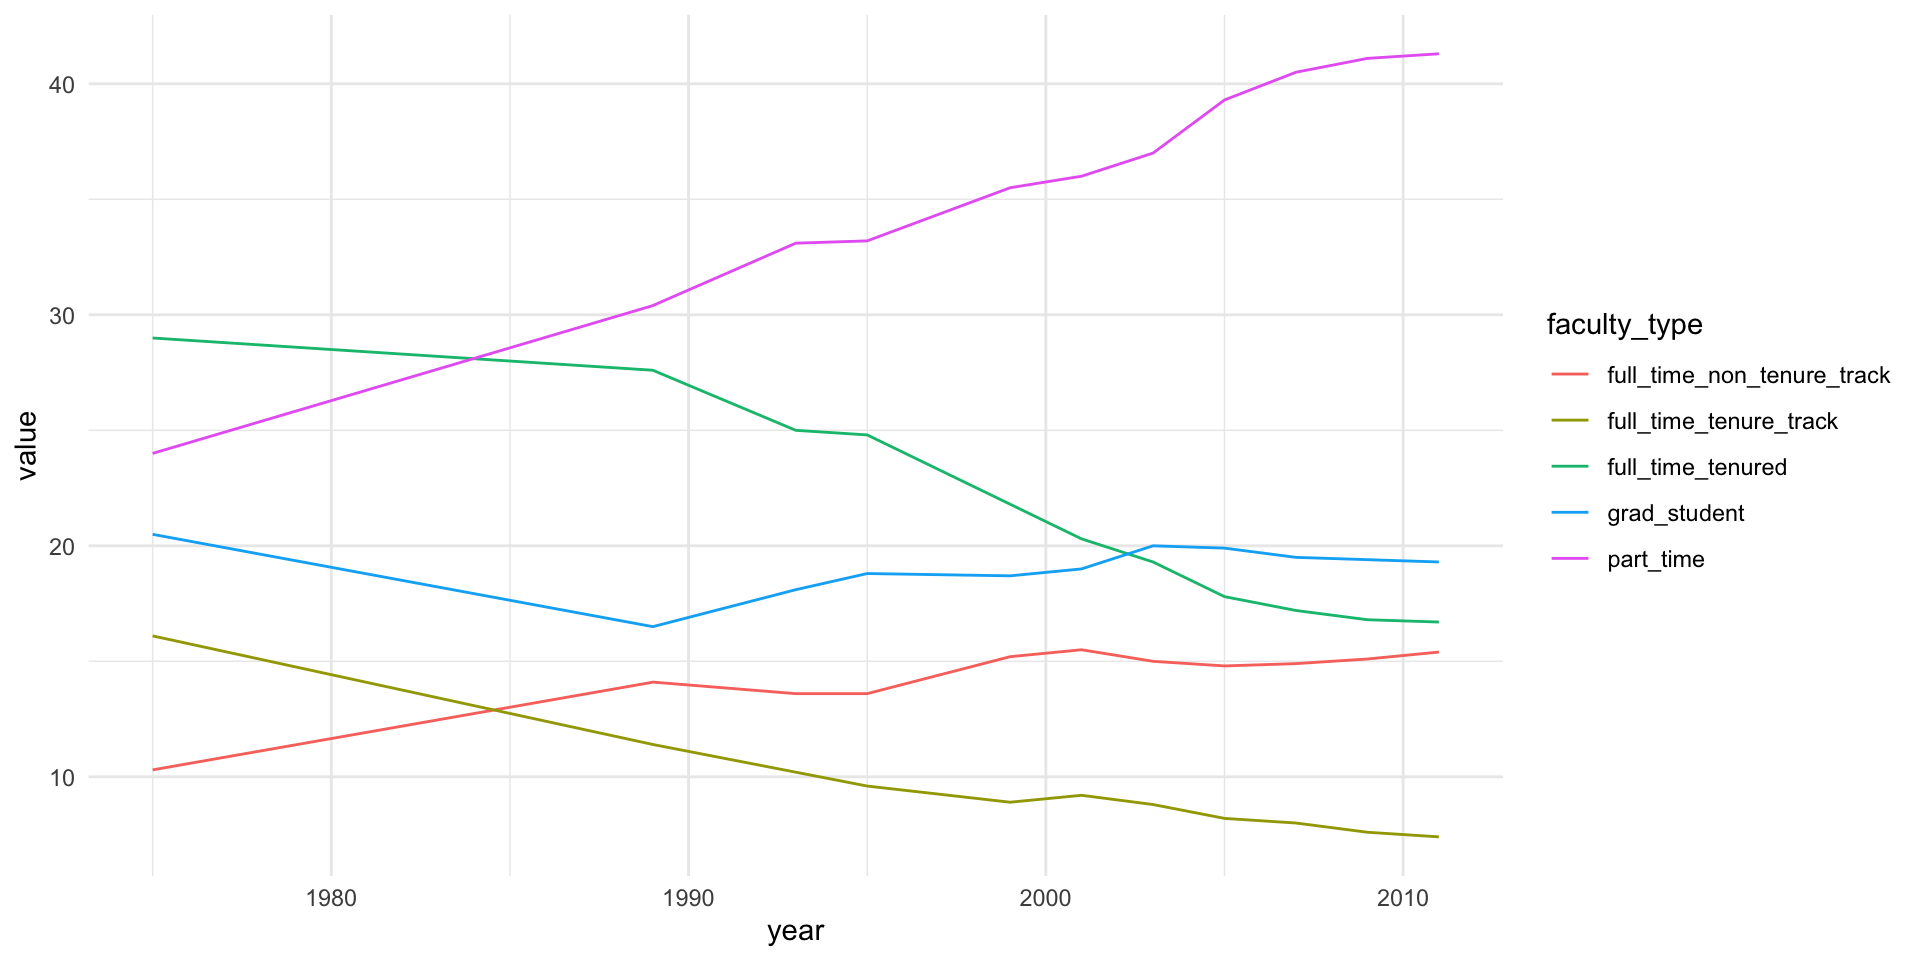 40
30
20
10
value
1980
1990
2000
2010
year
faculty_type
full_time_non_tenure_track
full_time_tenure_track
full_time_tenured
grad_student
part_time